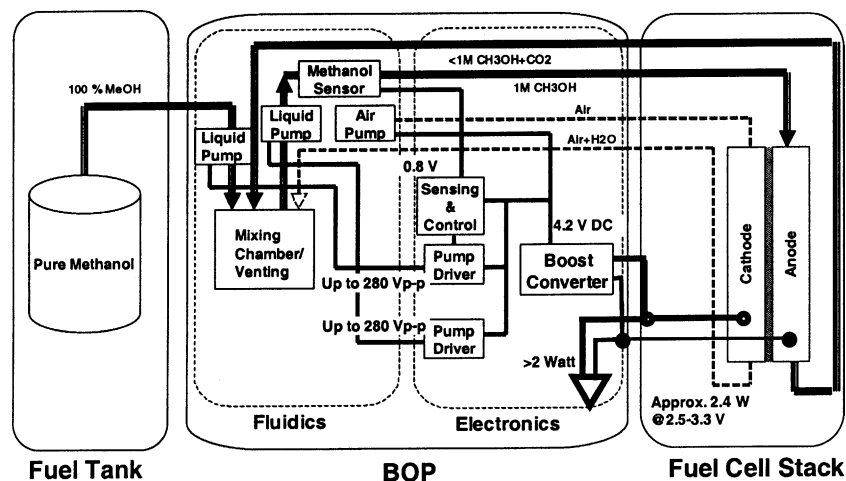 <1M CH3OH+CO2
Methanol
Sensor
1M CH3OH
100 % MeOH
Liquid
Pump
Air
Pump
Air
Liquid
Pump
Air+H2O
0.8 V
Sensing
&
Control
Mixing
Chamber/
Venting
4.2 V DC
Pure Methanol
Pump
Driver
Boost
Converter
Cathode
Anode
Up to 280 Vp-p
Up to 280 Vp-p
Pump
Driver
>2 Watt
Approx. 2.4 W
@2.5-3.3 V
Fluidics
Electronics
Fuel Tank
BOP
Fuel Cell Stack